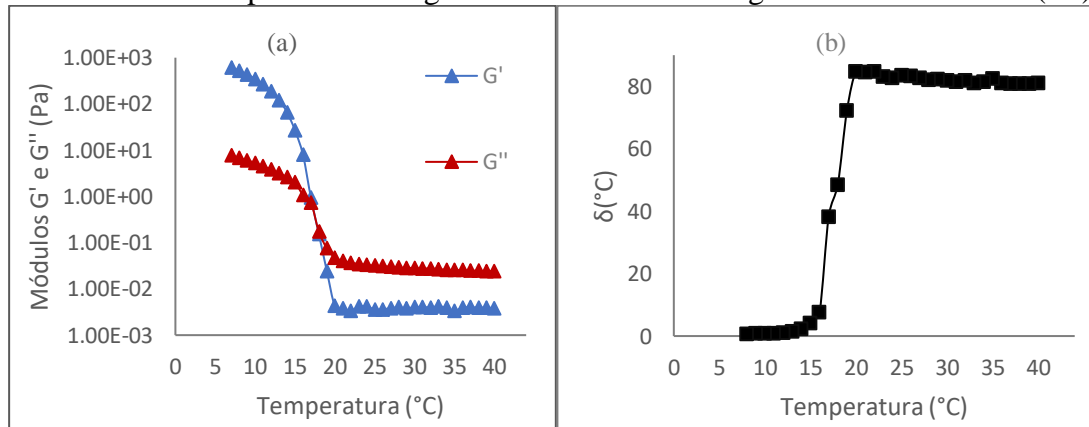 (a)
Módulos G' e G'' (Pa)
1.00E+03
1.00E+02
1.00E+01
1.00E+00
1.00E-01
1.00E-02
1.00E-03
G'
G''
0 5 10 15 20 25 30 35 40
Temperatura (°C)
(b)
δ(°C)
80
60
40
20
0
0 5 10 15 20 25 30 35 40
Temperatura (°C)